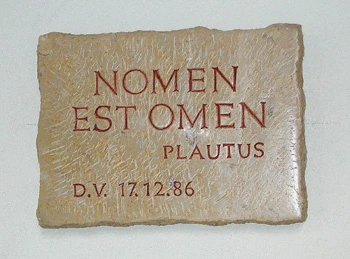 NOMEN
EST OMEN
PLAUTUS
D.V. 17.12.86